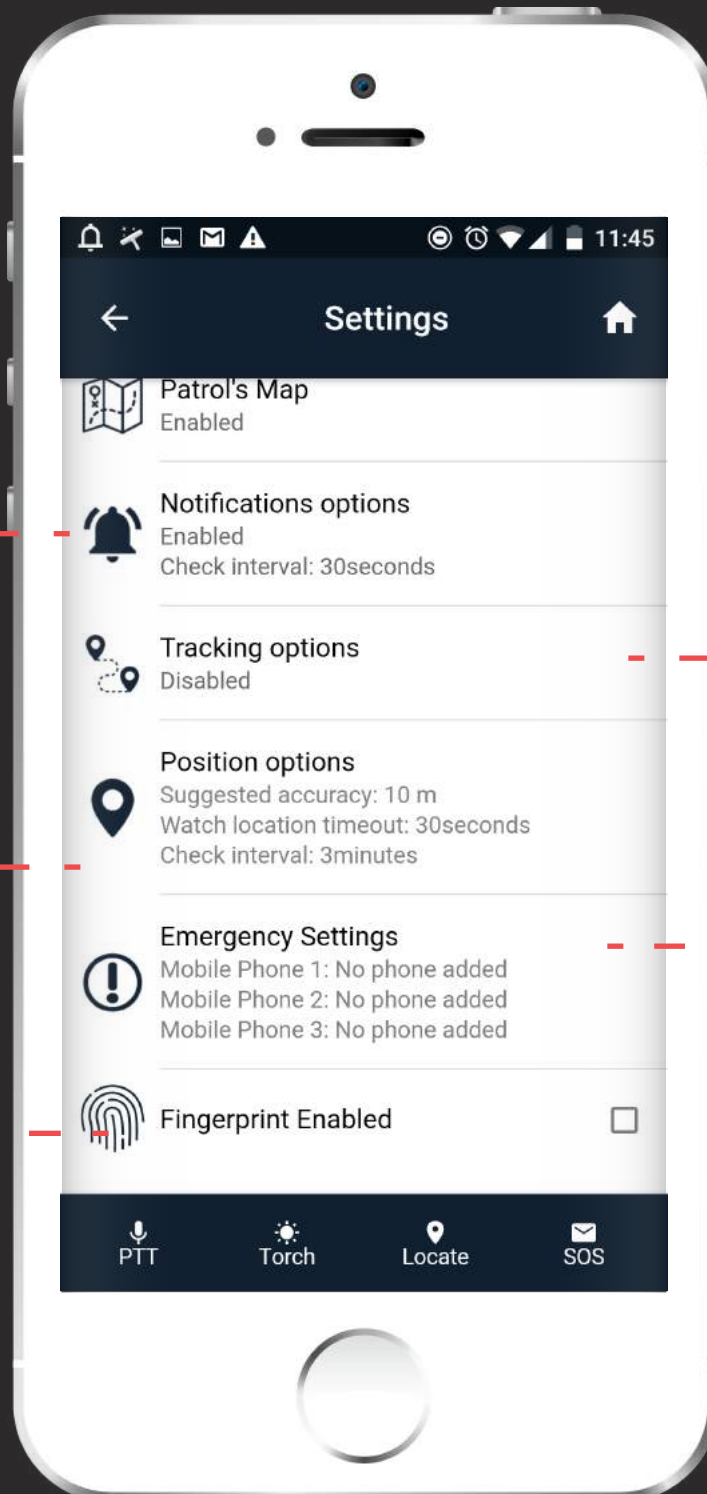 11:45
Settings
Patrol's Map
Enabled
Notifications options
Enabled
Check interval: 30seconds
Tracking options
Disabled
Position options
Suggested accuracy: 10 m
Watch location timeout: 30seconds
Check interval: 3minutes
Emergency Settings
Mobile Phone 1: No phone added
Mobile Phone 2: No phone added
Mobile Phone 3: No phone added
Fingerprint Enabled
PTT Torch Locate SOS